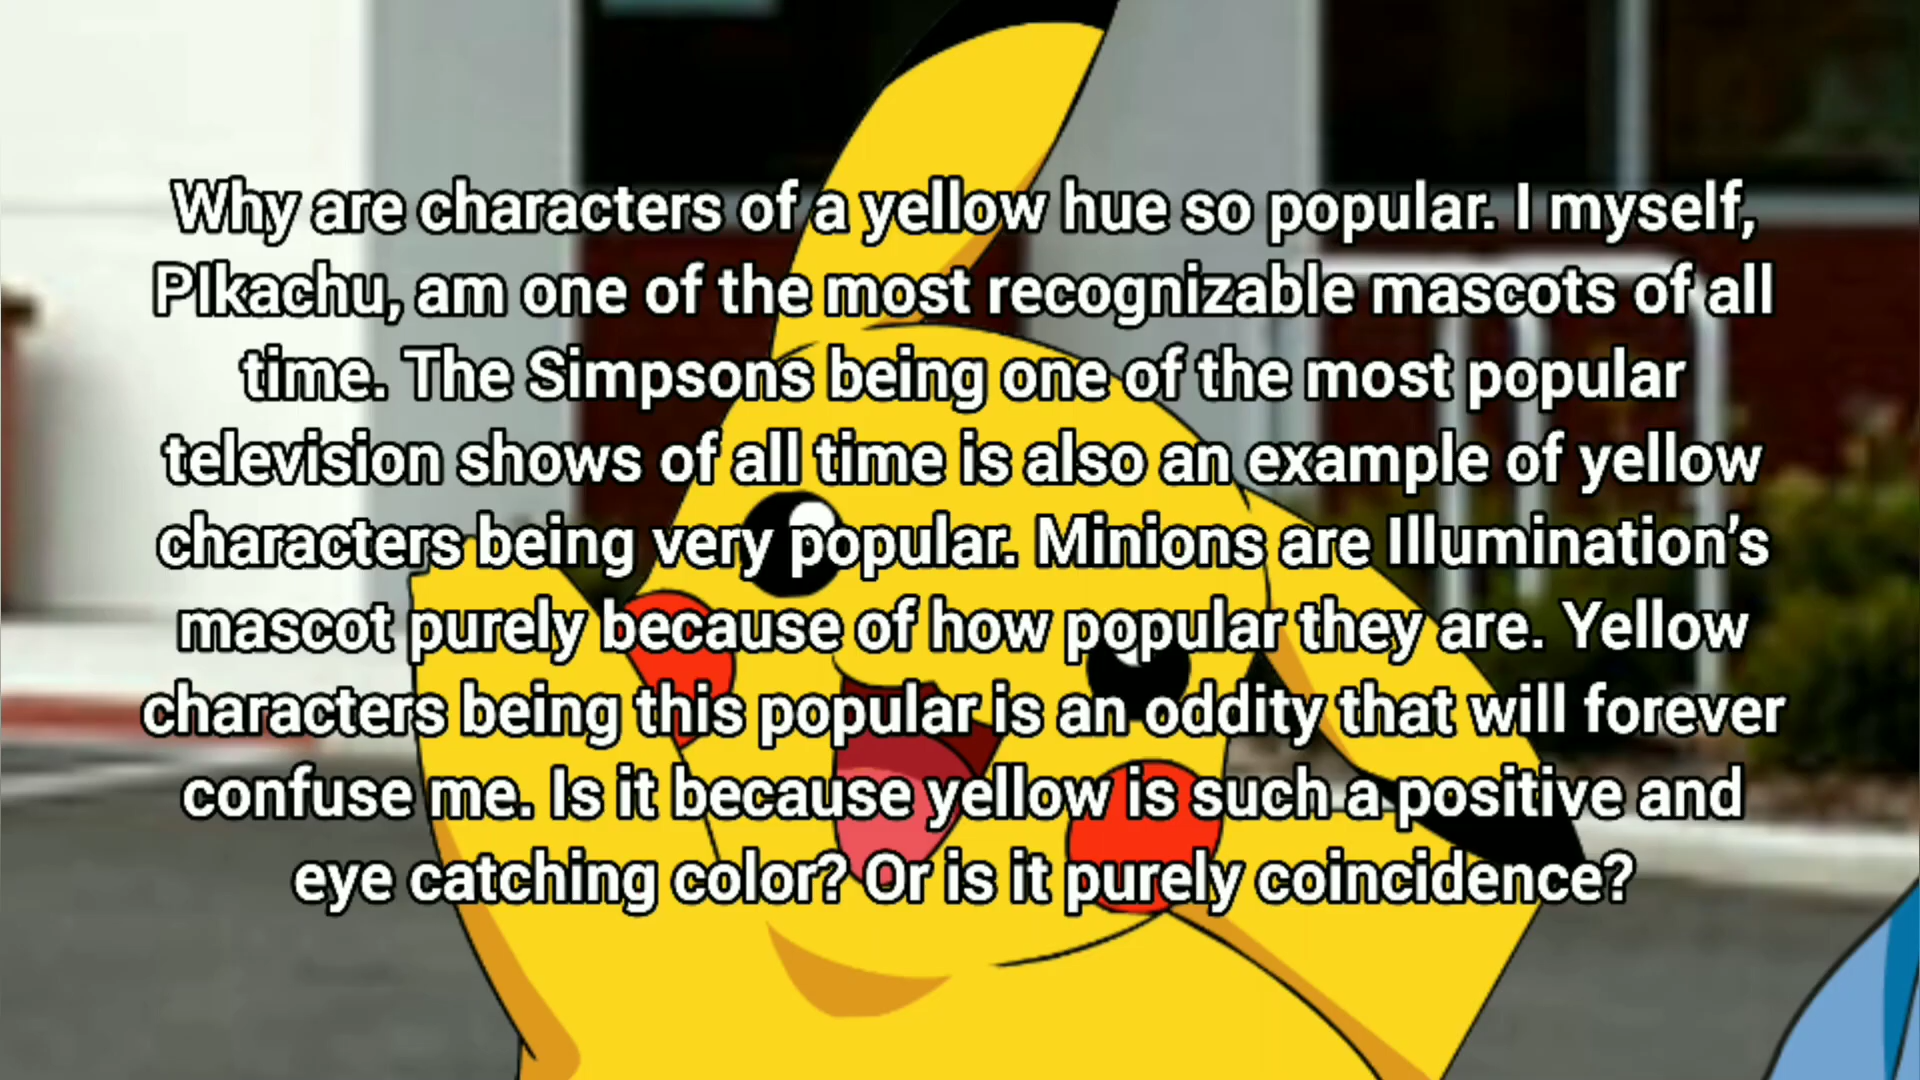 Why are characters of a yellow hue so popular. I myself,
PIkachu, am one of the most recognizable mascots of all
time. The Simpsons being one of the most popular
television shows of all time is also an example of yellow
characters being very popular. Minions are Illumination’s
mascot purely because of how popular they are. Yellow
characters being this popular is an oddity that will forever
confuse me. Is it because yellow is such a positive and
eye catching color? Or is it purely coincidence?